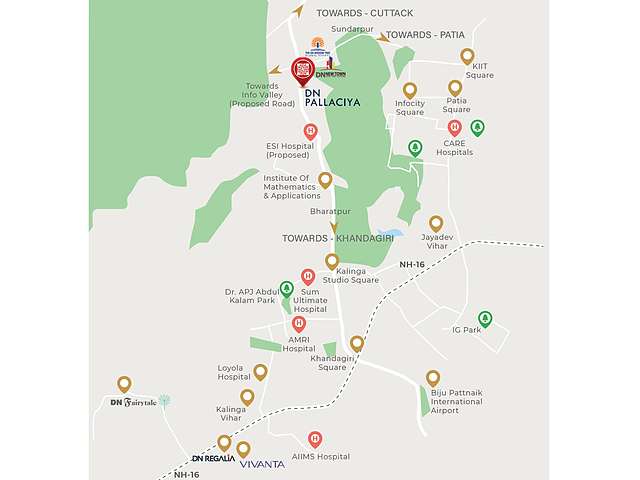 TOWARDS - CUTTACK
Sundarpur
TOWARDS - PATIA
KIIT
Square
DN NEW TOWN
Towards
Info Valley
(Proposed Road)
DN
PALLACIYA
Infocity
Square
Patia
Square
ESI Hospital
(Proposed)
CARE
Hospitals
Institute Of
Mathematics
& Applications
Bharatpur
TOWARDS - KHANDAGIRI
Jayadev
Vihar
NH-16
Kalinga
Studio Square
Dr. APJ Abdul
Kalam Park
Sum
Ultimate
Hospital
IG Park
AMRI
Hospital
Khandagiri
Square
Loyola
Hospital
Biju Pattnaik
International
Airport
DN Fairytale
Kalinga
Vihar
DN REGALIA
VIVANTA
AIIMS Hospital
NH-16